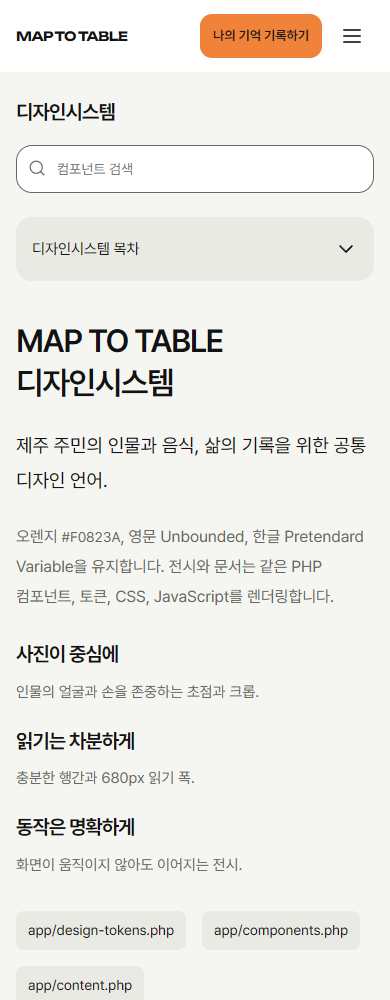 MAP TO TABLE
나의 기억 기록하기
디자인시스템
컴포넌트 검색
디자인시스템 목차
MAP TO TABLE
디자인시스템
제주 주민의 인물과 음식, 삶의 기록을 위한 공통
디자인 언어.
오렌지 #F0823A, 영문 Unbounded, 한글 Pretendard
Variable을 유지합니다. 전시와 문서는 같은 PHP
컴포넌트, 토큰, CSS, JavaScript를 렌더링합니다.
사진이 중심에
인물의 얼굴과 손을 존중하는 초점과 크롭.
읽기는 차분하게
충분한 행간과 680px 읽기 폭.
동작은 명확하게
화면이 움직이지 않아도 이어지는 전시.
app/design-tokens.php
app/components.php
app/content.php